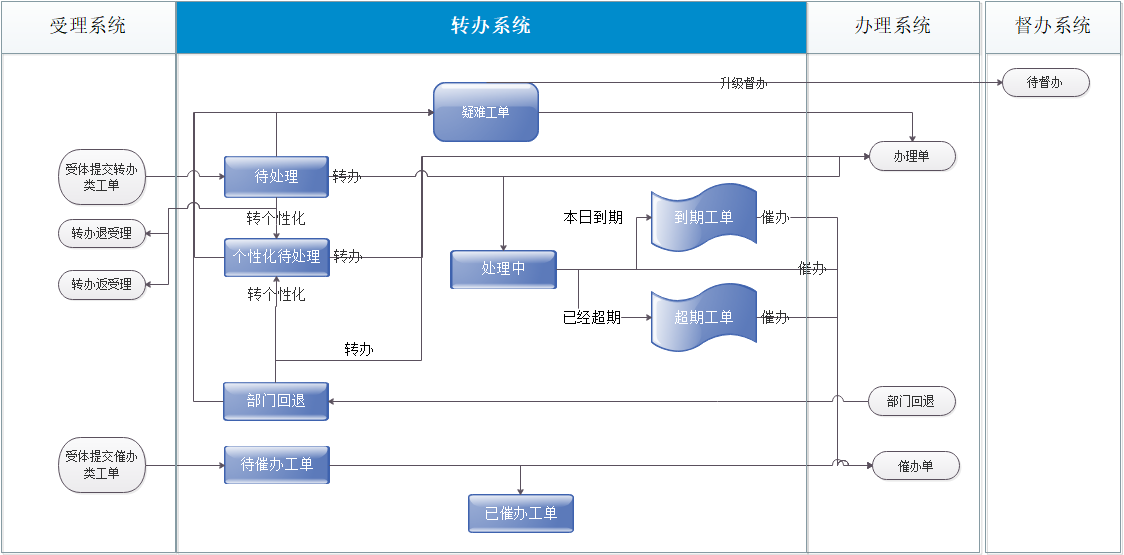 受理系统
转办系统
办理系统
督办系统
升级督办
待督办
疑难工单
受体提交转办
类工单
待处理
转办
办理单
转个性化
本日到期
到期工单
催办
转办退受理
个性化待处理
转办
处理中
催办
转办返受理
转个性化
已经超期
超期工单
催办
转办
部门回退
部门回退
受体提交催办
类工单
待催办工单
催办单
已催办工单